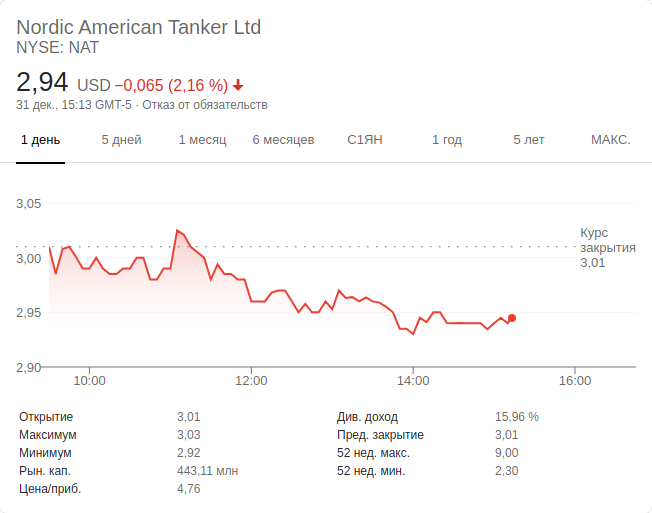 Nordic American Tanker Ltd
NYSE: NAT
2,94 USD −0,065 (2,16 %)
31 дек., 15:13 GMT-5 · Отказ от обязательств
1 день 5 дней 1 месяц 6 месяцев С1ЯН 1 год 5 лет МАКС.
3,05
Курс
закрытия
3,01
3,00
2,95
2,90
10:00 12:00 14:00 16:00
Открытие 3,01 Див. доход 15,96 %
Максимум 3,03 Пред. закрытие 3,01
Минимум 2,92 52 нед. макс. 9,00
Рын. кап. 443,11 млн 52 нед. мин. 2,30
Цена/приб. 4,76